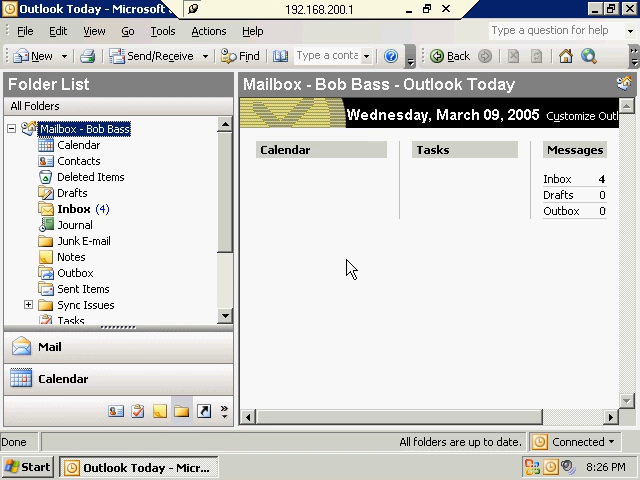 Outlook Today - Microsoft
192.168.200.1
File Edit View Go Tools Actions Help
Type a question for help
New Send/Receive Find Type a conta Back
Folder List
All Folders
Mailbox - Bob Bass
Calendar
Contacts
Deleted Items
Drafts
Inbox (4)
Journal
Junk E-mail
Notes
Outbox
Sent Items
Sync Issues
Tasks
Mail
Calendar
Mailbox - Bob Bass - Outlook Today
Wednesday, March 09, 2005 Customize Outl
Calendar Tasks Messages
Inbox 4
Drafts 0
Outbox 0
Done All folders are up to date. Connected
Start Outlook Today - Micr... 8:26 PM